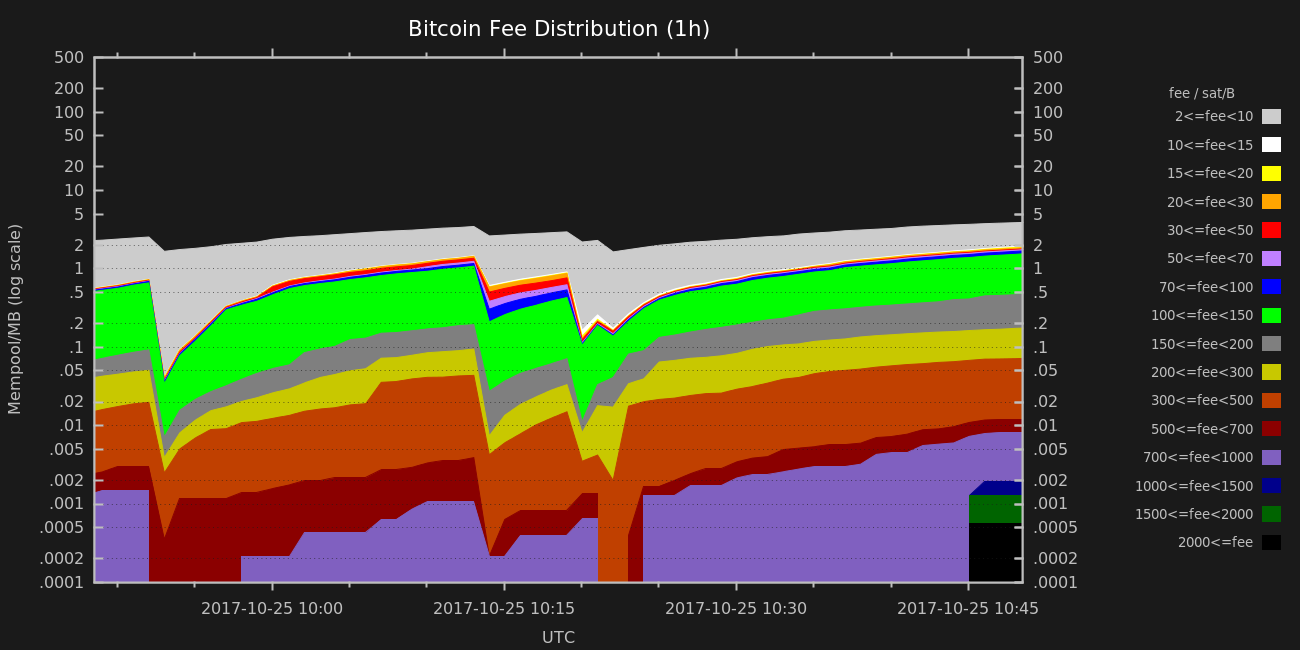 Bitcoin Fee Distribution (1h)
500
200
100
50
20
10
5
2
1
.5
.2
.1
.05
.02
.01
.005
.002
.001
.0005
.0002
.0001
Mempool/MB (log scale)
500
200
100
50
20
10
5
2
1
.5
.2
.1
.05
.02
.01
.005
.002
.001
.0005
.0002
.0001
2017-10-25 10:00 2017-10-25 10:15 2017-10-25 10:30 2017-10-25 10:45
UTC
fee / sat/B
2<=fee<10
10<=fee<15
15<=fee<20
20<=fee<30
30<=fee<50
50<=fee<70
70<=fee<100
100<=fee<150
150<=fee<200
200<=fee<300
300<=fee<500
500<=fee<700
700<=fee<1000
1000<=fee<1500
1500<=fee<2000
2000<=fee